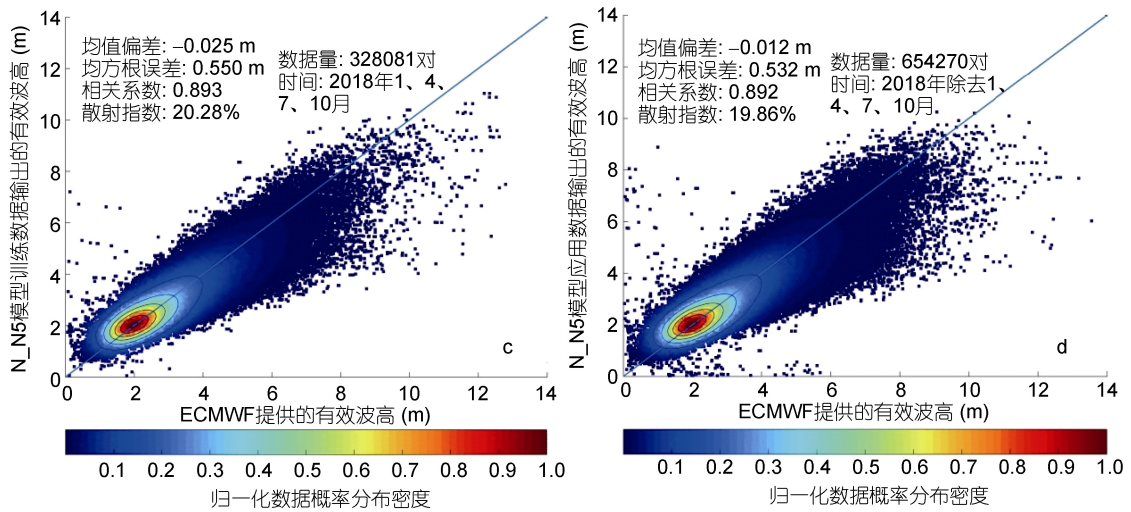 N_N5模型训练数据输出的有效波高 (m)
14
12
10
8
6
4
2
0
均值偏差: –0.025 m
均方根误差: 0.550 m
相关系数: 0.893
散射指数: 20.28%
数据量: 328081对
时间: 2018年1、4、
7、10月
c
0 2 4 6 8 10 12 14
ECMWF提供的有效波高 (m)
0.1 0.2 0.3 0.4 0.5 0.6 0.7 0.8 0.9 1.0
归一化数据概率分布密度
N_N5模型应用数据输出的有效波高 (m)
14
12
10
8
6
4
2
0
均值偏差: –0.012 m
均方根误差: 0.532 m
相关系数: 0.892
散射指数: 19.86%
数据量: 654270对
时间: 2018年除去1、
4、7、10月
d
0 2 4 6 8 10 12 14
ECMWF提供的有效波高 (m)
0.1 0.2 0.3 0.4 0.5 0.6 0.7 0.8 0.9 1.0
归一化数据概率分布密度